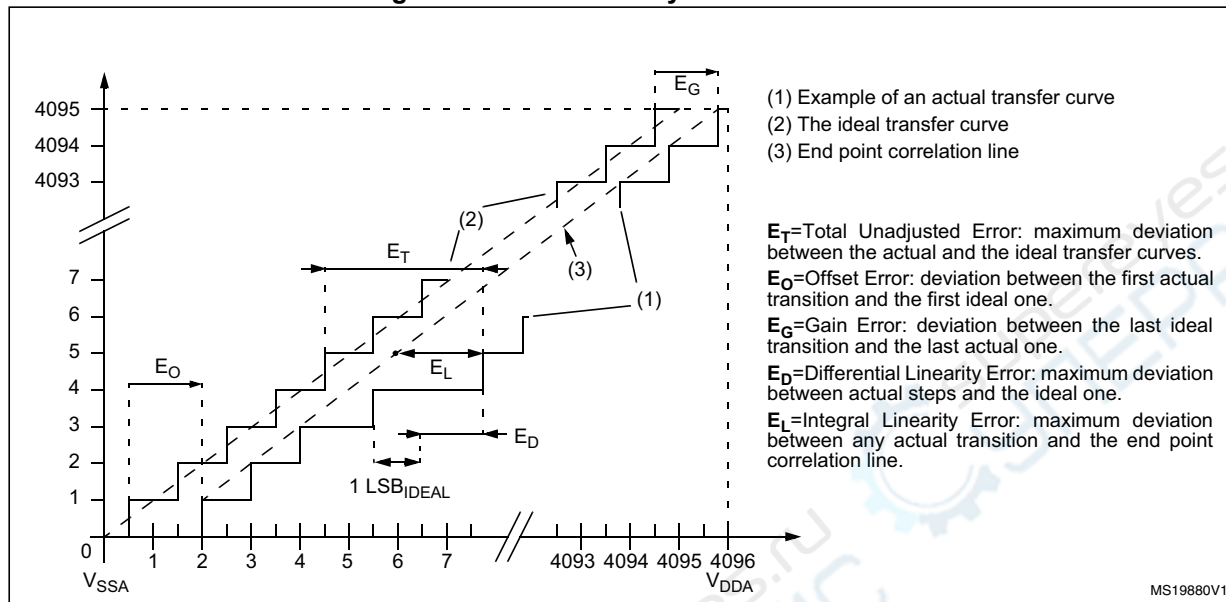 E_G
4095
4094
4093
7
6
5
4
3
2
1
0
(2)
E_T
(3)
(1)
E_O
E_L
E_D
1 LSB_IDEAL
1 2 3 4 5 6 7 4093 4094 4095 4096
V_SSA V_DDA
(1) Example of an actual transfer curve
(2) The ideal transfer curve
(3) End point correlation line
E_T=Total Unadjusted Error: maximum deviation
between the actual and the ideal transfer curves.
E_O=Offset Error: deviation between the first actual
transition and the first ideal one.
E_G=Gain Error: deviation between the last ideal
transition and the last actual one.
E_D=Differential Linearity Error: maximum deviation
between actual steps and the ideal one.
E_L=Integral Linearity Error: maximum deviation
between any actual transition and the end point
correlation line.
MS19880V1